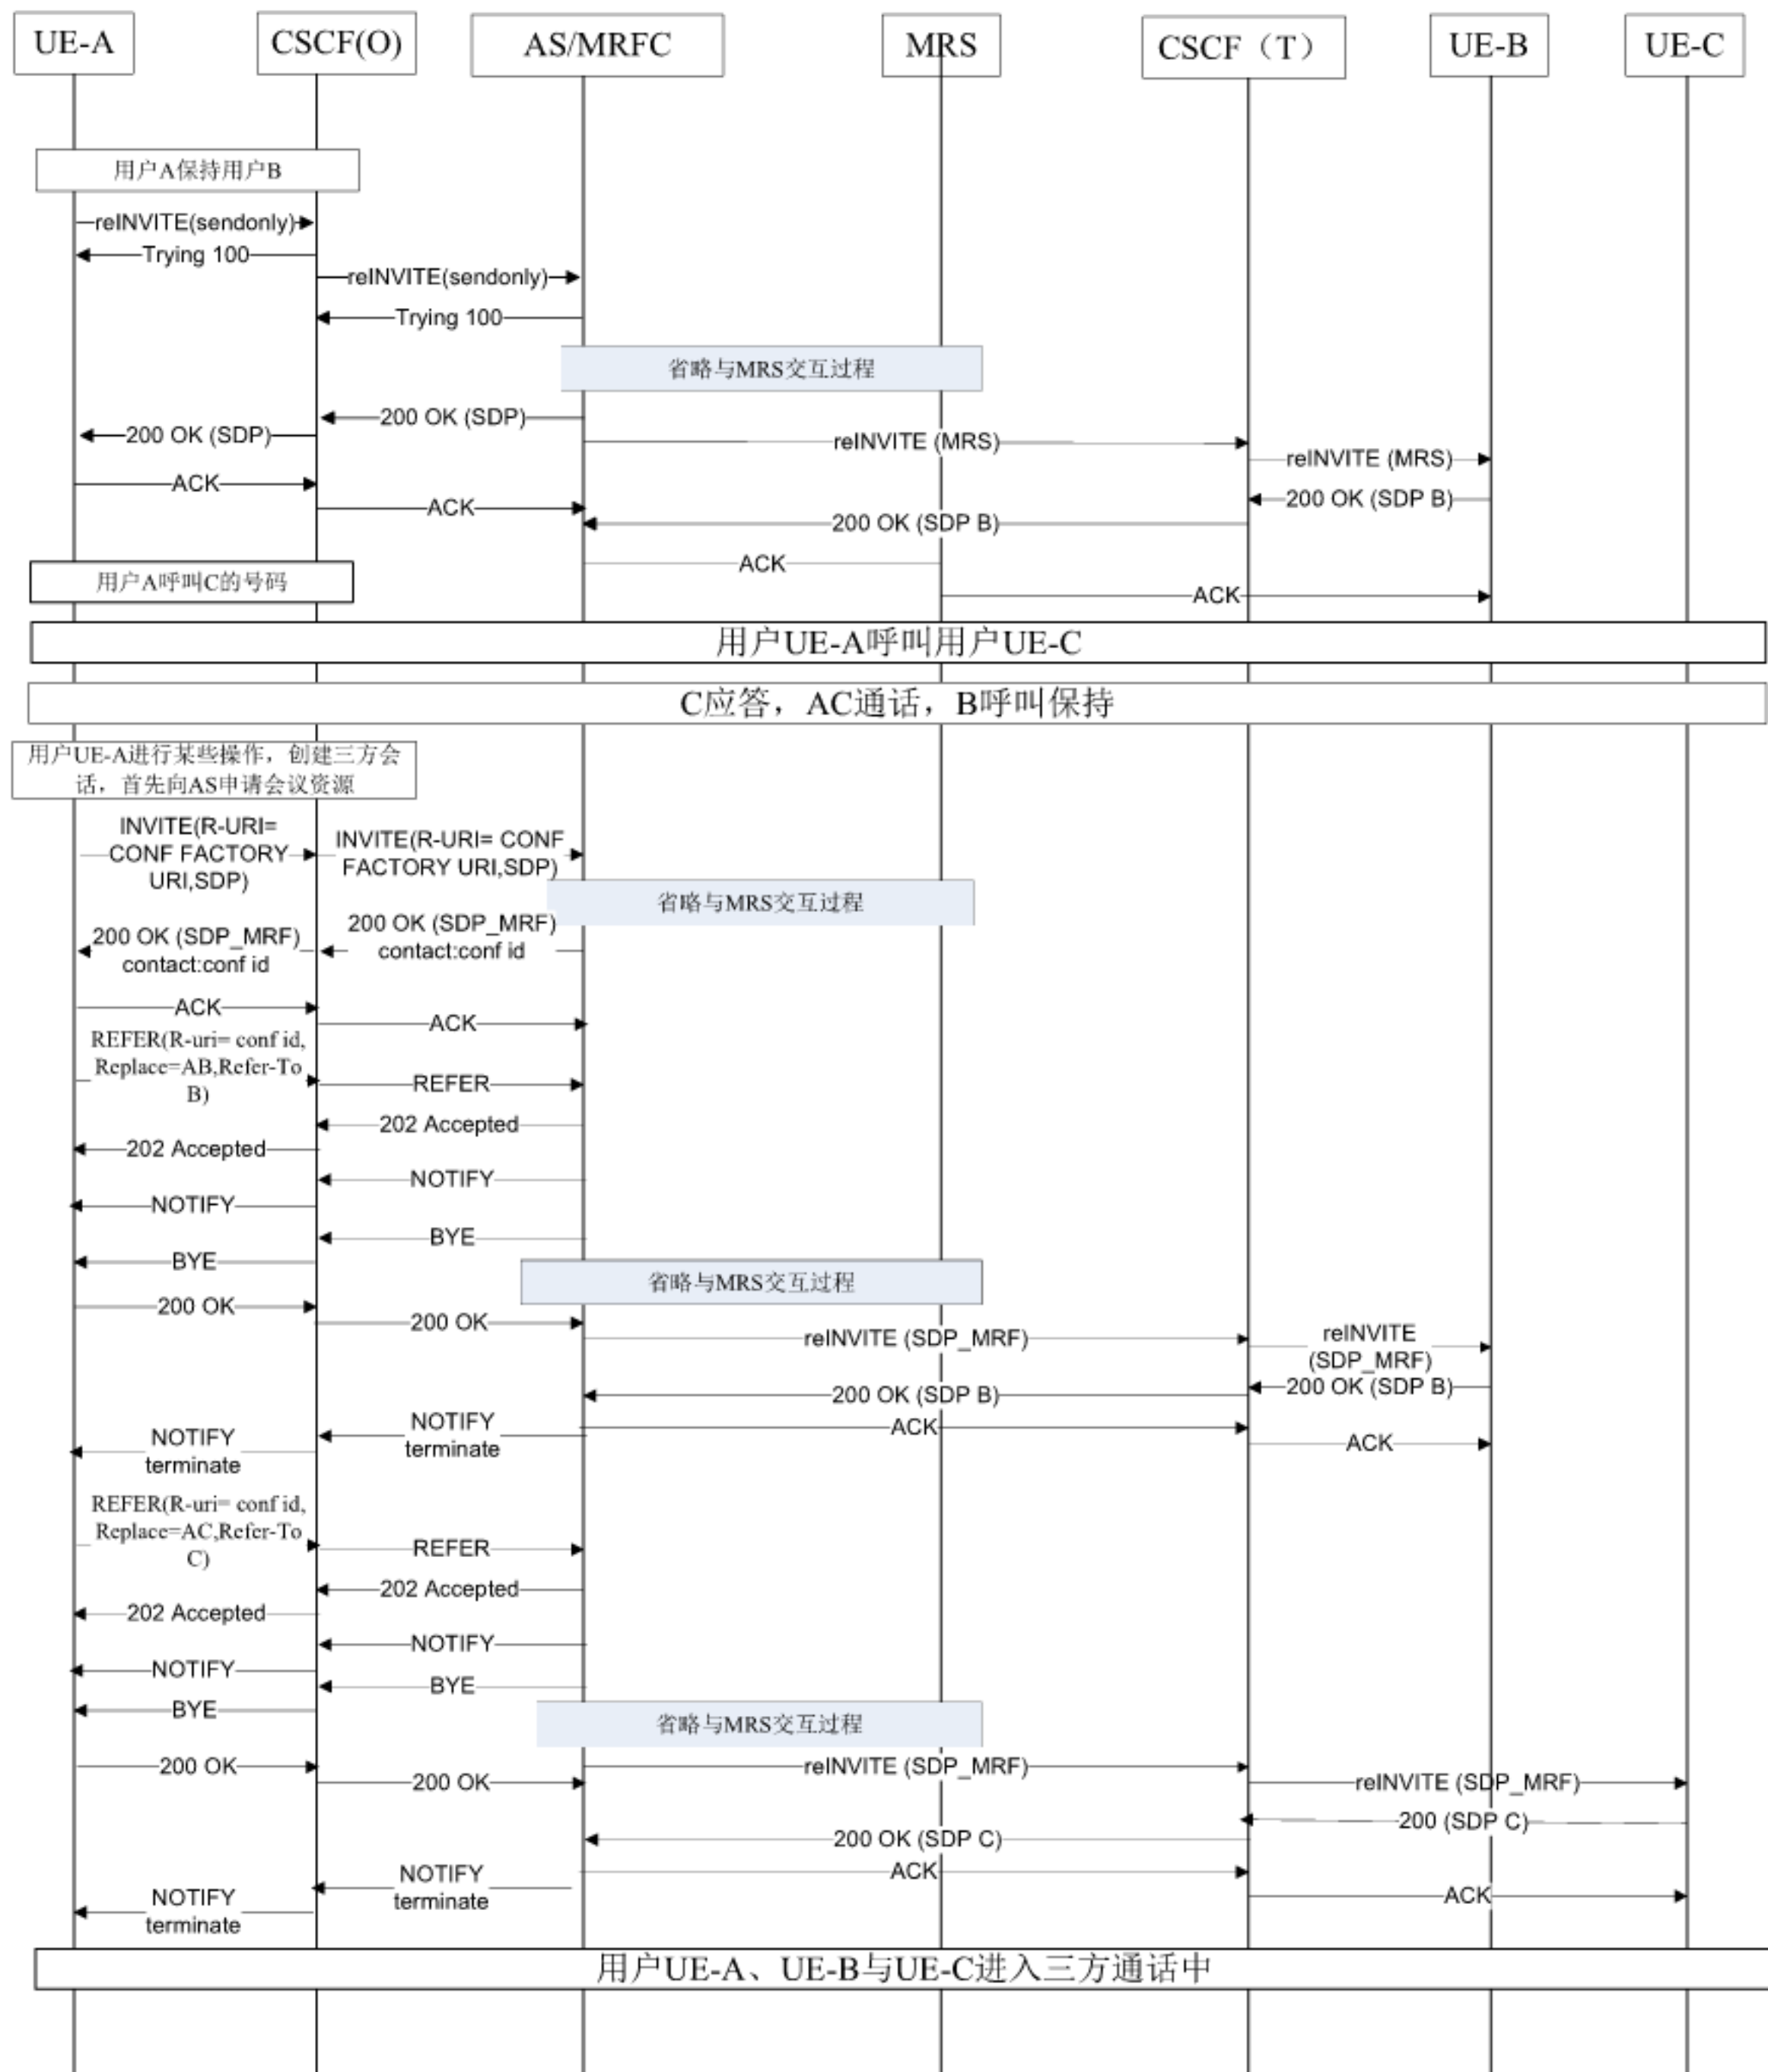 UE-A
CSCF(O)
AS/MRFC
MRS
CSCF（T）
UE-B
UE-C
用户A保持用户B
reINVITE(sendonly)
Trying 100
reINVITE(sendonly)
Trying 100
省略与MRS交互过程
200 OK (SDP)
200 OK (SDP)
reINVITE (MRS)
reINVITE (MRS)
ACK
200 OK (SDP B)
ACK
200 OK (SDP B)
ACK
用户A呼叫C的号码
ACK
用户UE-A呼叫用户UE-C
C应答，AC通话，B呼叫保持
用户UE-A进行某些操作，创建三方会
话，首先向AS申请会议资源
INVITE(R-URI=
CONF FACTORY
URI,SDP)
INVITE(R-URI= CONF
FACTORY URI,SDP)
省略与MRS交互过程
200 OK (SDP_MRF)
contact:conf id
200 OK (SDP_MRF)
contact:conf id
ACK
ACK
REFER(R-uri= conf id,
Replace=AB,Refer-To
B)
REFER
202 Accepted
202 Accepted
NOTIFY
NOTIFY
BYE
BYE
省略与MRS交互过程
200 OK
200 OK
reINVITE (SDP_MRF)
reINVITE
(SDP_MRF)
200 OK (SDP B)
200 OK (SDP B)
NOTIFY
terminate
ACK
NOTIFY
terminate
ACK
REFER(R-uri= conf id,
Replace=AC,Refer-To
C)
REFER
202 Accepted
202 Accepted
NOTIFY
NOTIFY
BYE
BYE
省略与MRS交互过程
200 OK
reINVITE (SDP_MRF)
200 OK
reINVITE (SDP_MRF)
200 (SDP C)
200 OK (SDP C)
ACK
NOTIFY
terminate
NOTIFY
terminate
ACK
用户UE-A、UE-B与UE-C进入三方通话中